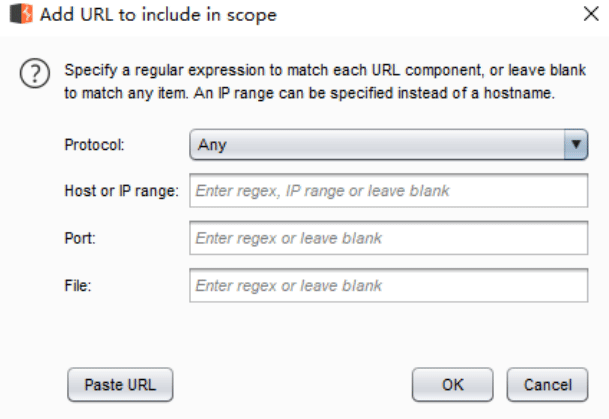 Add URL to include in scope
Specify a regular expression to match each URL component, or leave blank
to match any item. An IP range can be specified instead of a hostname.
Protocol: Any
Host or IP range: Enter regex, IP range or leave blank
Port: Enter regex or leave blank
File: Enter regex or leave blank
Paste URL OK Cancel